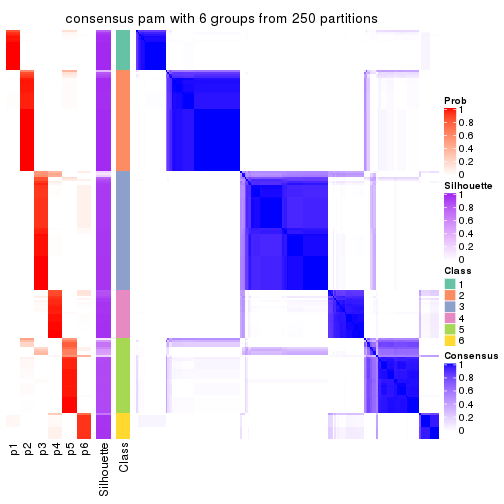 consensus pam with 6 groups from 250 partitions
Prob
1
0.8
0.6
0.4
0.2
0
Silhouette
1
0.8
0.6
0.4
0.2
0
Class
1
2
3
4
5
6
Consensus
1
0.8
0.6
0.4
0.2
0
p1
p2
p3
p4
p5
p6
Silhouette
Class